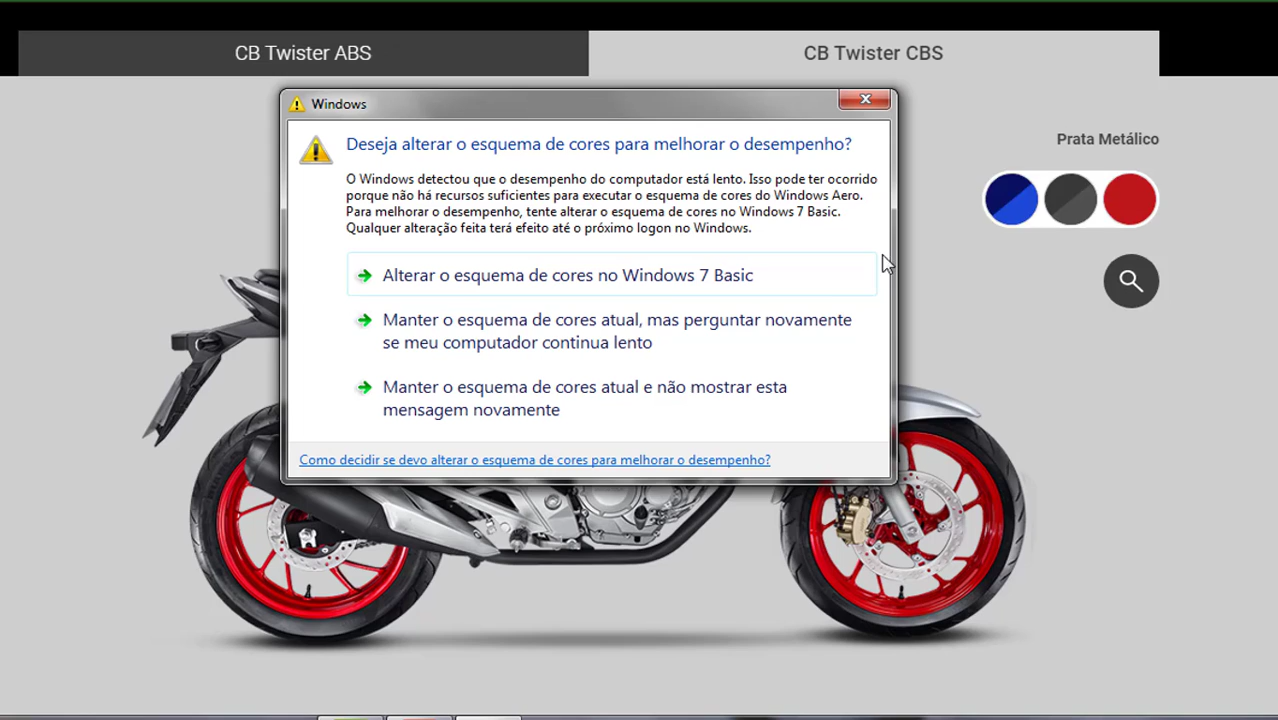 CB Twister ABS
CB Twister CBS
Windows
Deseja alterar o esquema de cores para melhorar o desempenho?
O Windows detectou que o desempenho do computador está lento. Isso pode ter ocorrido
porque não há recursos suficientes para executar o esquema de cores do Windows Aero.
Para melhorar o desempenho, tente alterar o esquema de cores no Windows 7 Basic.
Qualquer alteração feita terá efeito até o próximo logon no Windows.
Alterar o esquema de cores no Windows 7 Basic
Manter o esquema de cores atual, mas perguntar novamente
se meu computador continua lento
Manter o esquema de cores atual e não mostrar esta
mensagem novamente
Como decidir se devo alterar o esquema de cores para melhorar o desempenho?
Prata Metálico